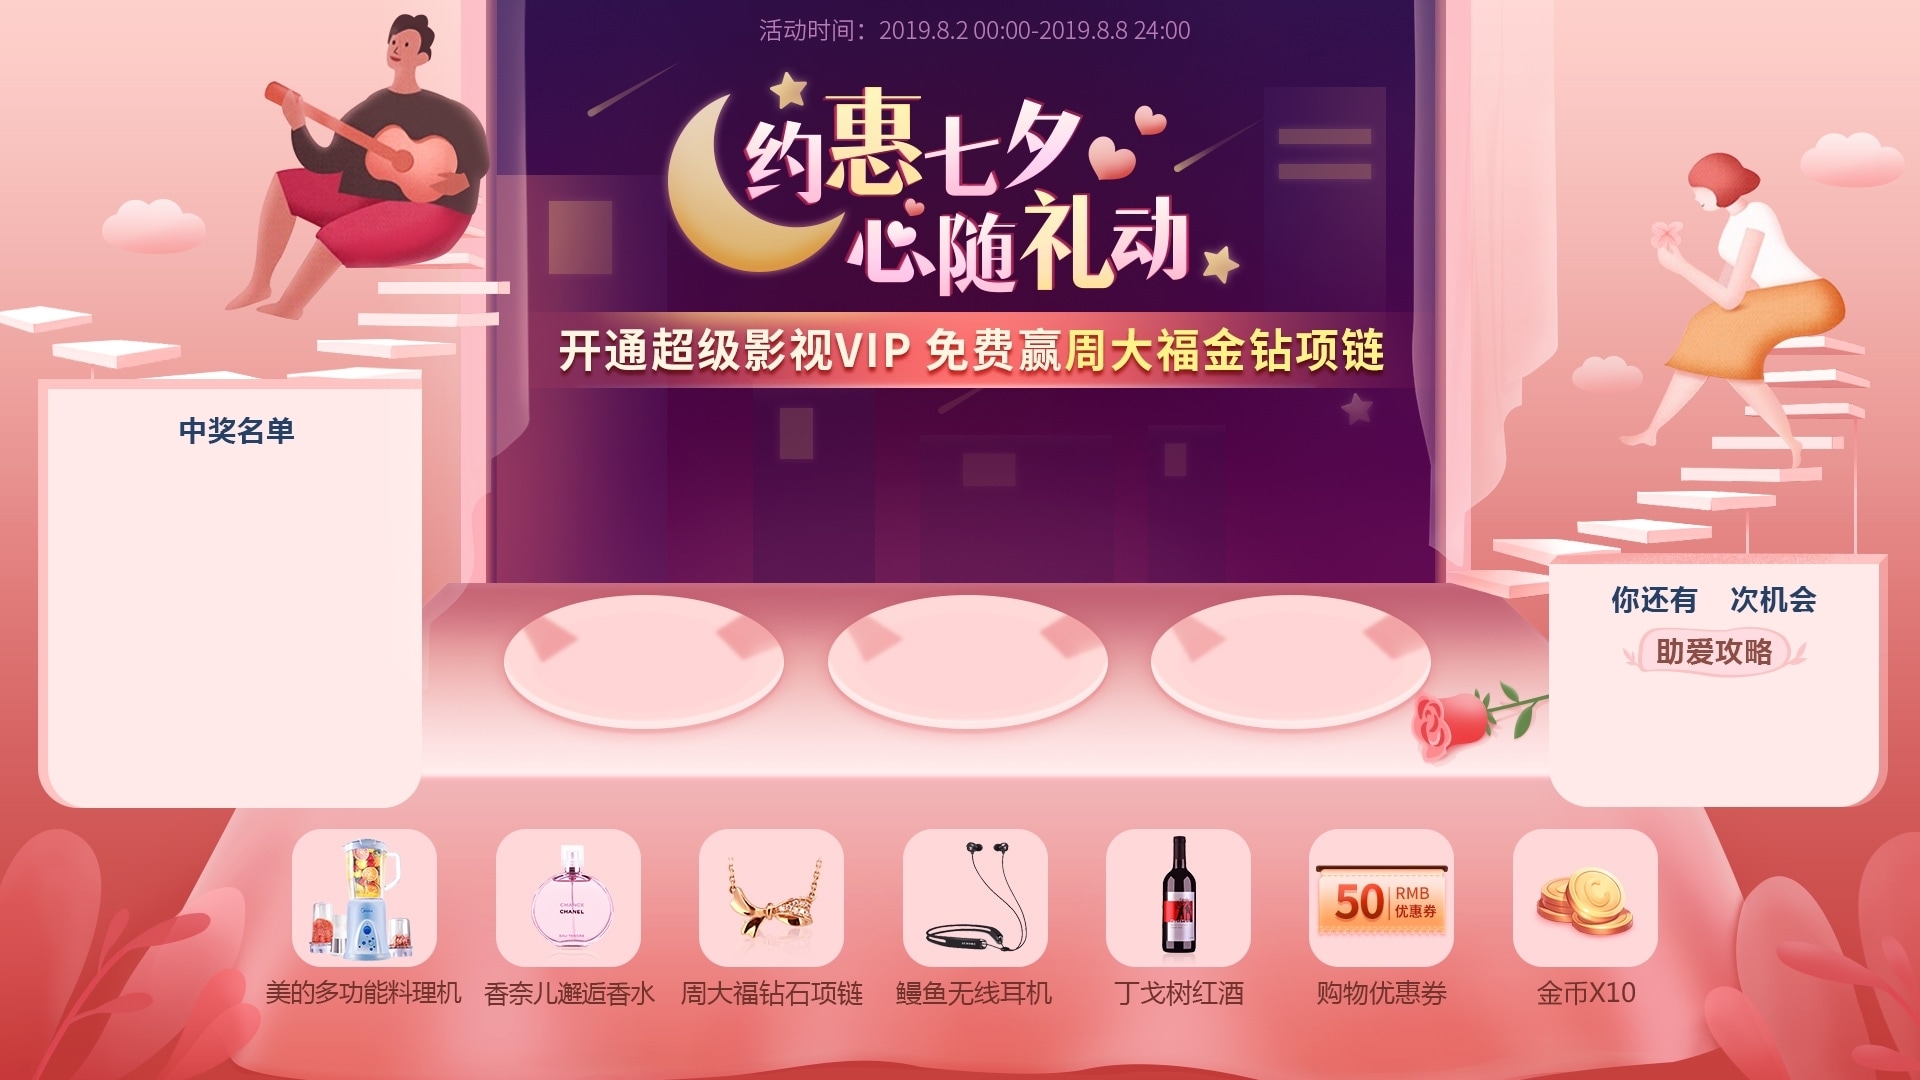 活动时间：2019.8.2 00:00-2019.8.8 24:00
约惠七夕
心随礼动
开通超级影视VIP 免费赢周大福金钻项链
中奖名单
你还有 次机会
助爱攻略
CHANCE
CHANEL
50 RMB
优惠券
美的多功能料理机
香奈儿邂逅香水
周大福钻石项链
鳗鱼无线耳机
丁戈树红酒
购物优惠券
金币X10